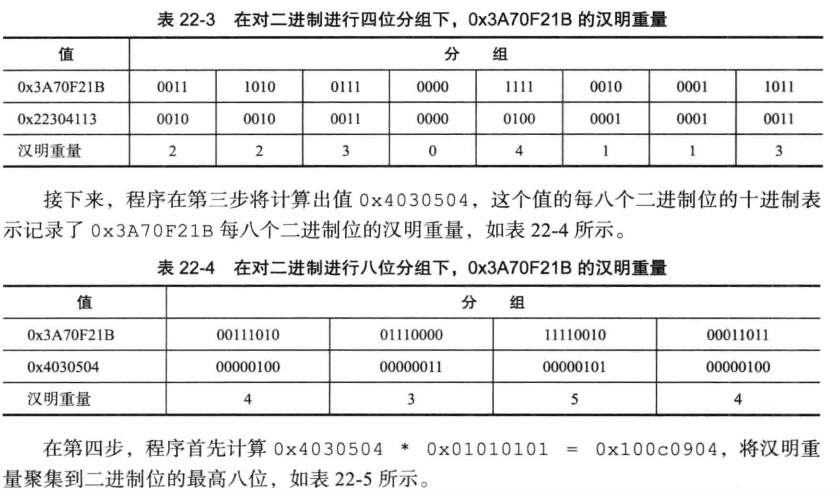 表 22-3 在对二进制进行四位分组下，0x3A70F21B 的汉明重量
值 分 组
0x3A70F21B 0011 1010 0111 0000 1111 0010 0001 1011
0x22304113 0010 0010 0011 0000 0100 0001 0001 0011
汉明重量 2 2 3 0 4 1 1 3
接下来，程序在第三步将计算出值 0x4030504，这个值的每八个二进制位的十进制表
示记录了 0x3A70F21B 每八个二进制位的汉明重量，如表 22-4 所示。
表 22-4 在对二进制进行八位分组下，0x3A70F21B 的汉明重量
值 分 组
0x3A70F21B 00111010 01110000 11110010 00011011
0x4030504 00000100 00000011 00000101 00000100
汉明重量 4 3 5 4
在第四步，程序首先计算 0x4030504 * 0x01010101 = 0x100c0904，将汉明重
量聚集到二进制位的最高八位，如表 22-5 所示。